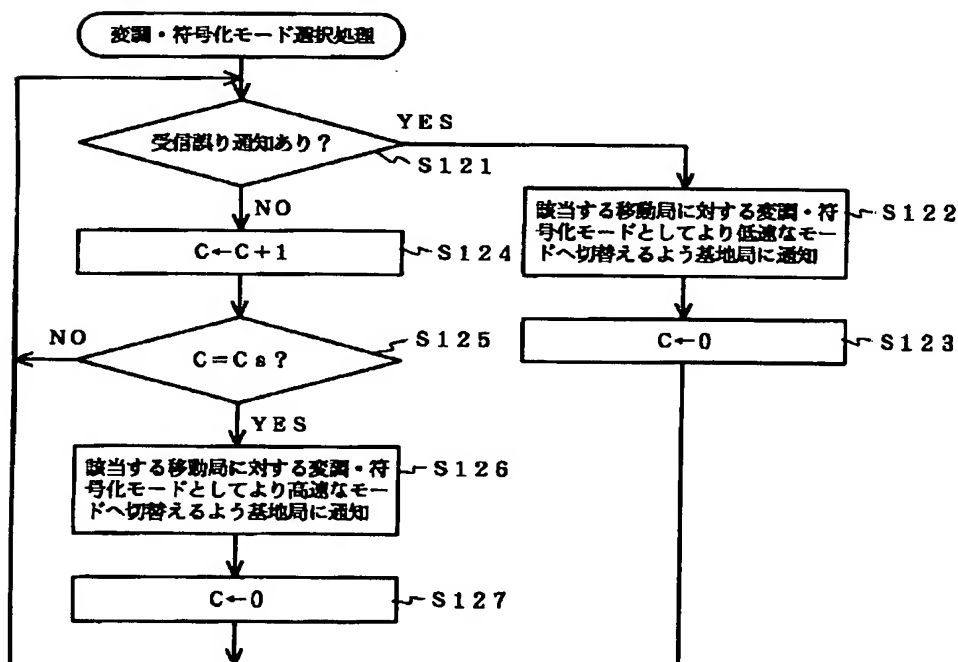 変調・符号化モード選択処理
受信誤り通知あり?
YES
S121
NO
該当する移動局に対する変調・符
号化モードとしてより低速なモー
ドへ切替えるよう基地局に通知
S122
C←C+1
S124
C←0
S123
C=Cs?
S125
NO
YES
該当する移動局に対する変調・符
号化モードとしてより高速なモー
ドへ切替えるよう基地局に通知
S126
C←0
S127